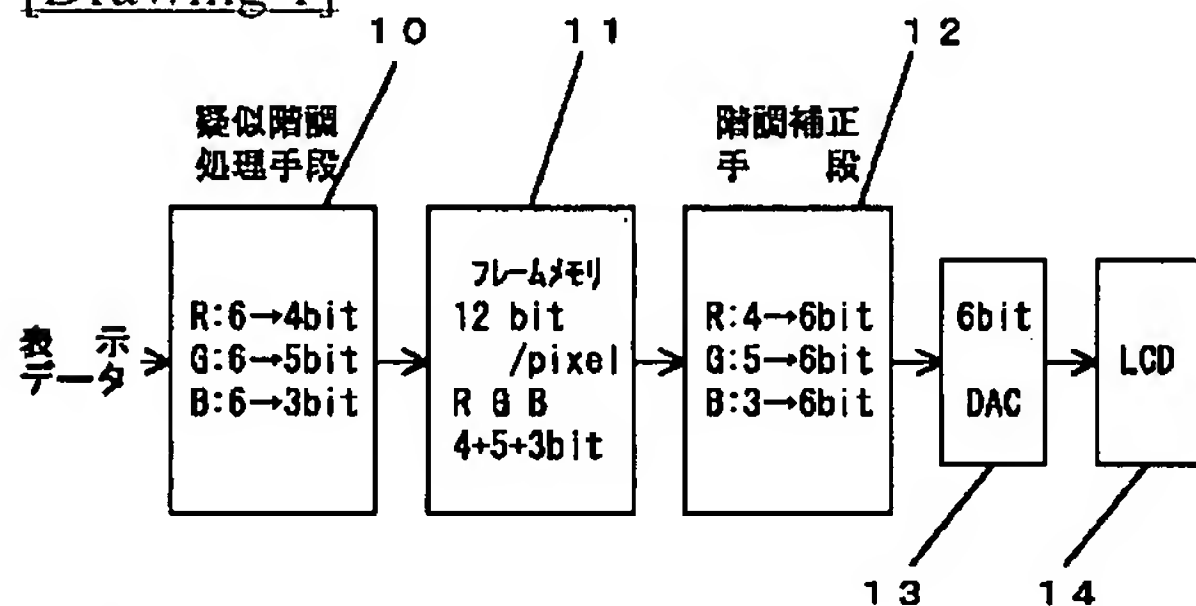 [Drawing 1]
10
11
12
疑似階調
処理手段
階調補正
手 段
表 示
データ
R:6→4bit
G:6→5bit
B:6→3bit
フレームメモリ
12 bit
/pixel
R G B
4+5+3bit
R:4→6bit
G:5→6bit
B:3→6bit
6bit
DAC
LCD
13
14